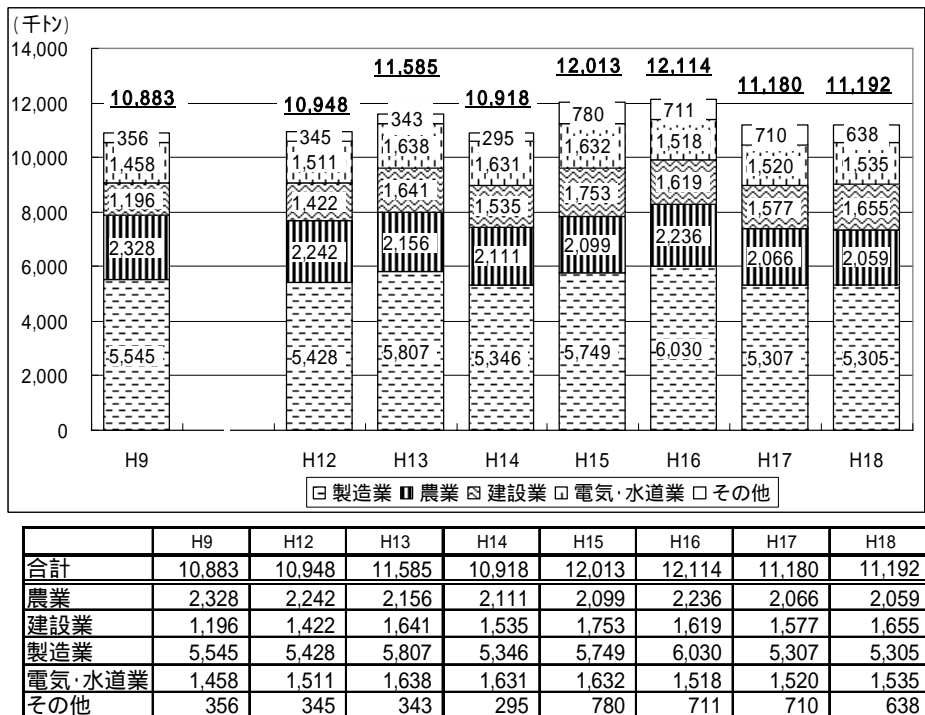 (千トン)
14,000
12,000
10,000
8,000
6,000
4,000
2,000
0
10,883 10,948 11,585 10,918 12,013 12,114 11,180 11,192
356 345 343 295 780 711 710 638
1,458 1,511 1,638 1,631 1,632 1,518 1,520 1,535
1,196 1,422 1,641 1,535 1,753 1,619 1,577 1,655
2,328 2,242 2,156 2,111 2,099 2,236 2,066 2,059
5,545 5,428 5,807 5,346 5,749 6,030 5,307 5,305
H9 H12 H13 H14 H15 H16 H17 H18
製造業 農業 建設業 電気・水道業 その他
H9 H12 H13 H14 H15 H16 H17 H18
合計 10,883 10,948 11,585 10,918 12,013 12,114 11,180 11,192
農業 2,328 2,242 2,156 2,111 2,099 2,236 2,066 2,059
建設業 1,196 1,422 1,641 1,535 1,753 1,619 1,577 1,655
製造業 5,545 5,428 5,807 5,346 5,749 6,030 5,307 5,305
電気・水道業 1,458 1,511 1,638 1,631 1,632 1,518 1,520 1,535
その他 356 345 343 295 780 711 710 638